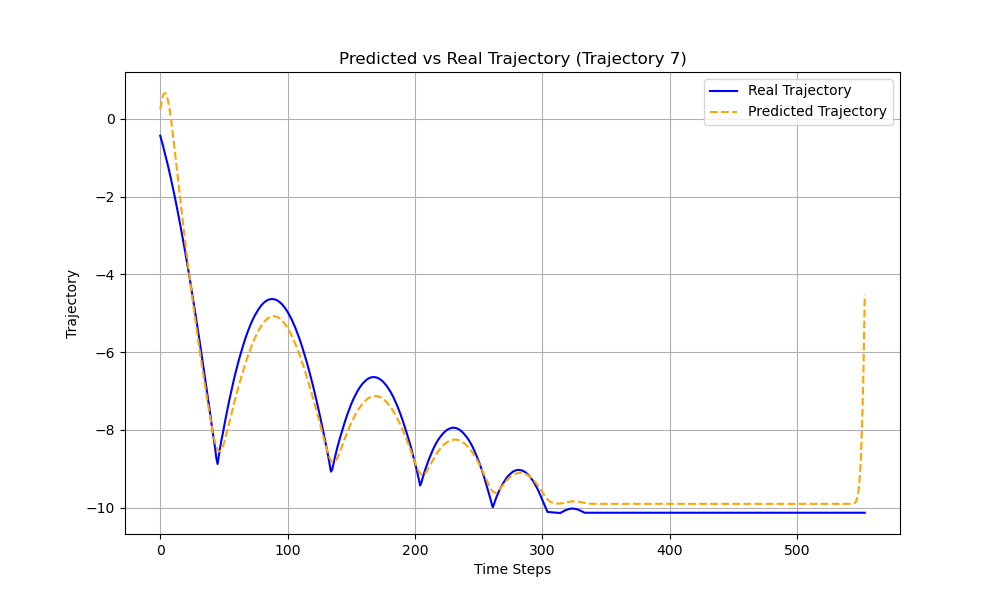 Predicted vs Real Trajectory (Trajectory 7)
Real Trajectory
Predicted Trajectory
0
−2
−4
−6
−8
−10
Trajectory
0 100 200 300 400 500
Time Steps